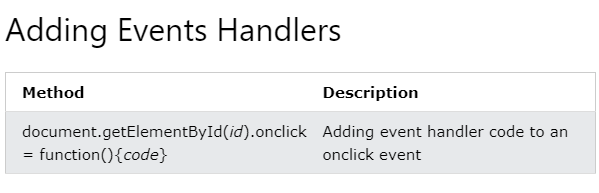 Adding Events Handlers
Method Description
document.getElementById(id).onclick Adding event handler code to an
= function(){code} onclick event